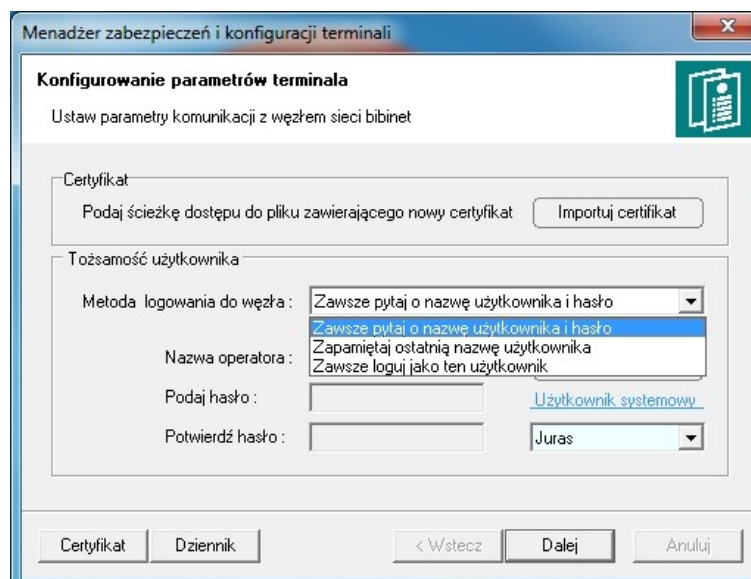 Menadżer zabezpieczeń i konfiguracji terminali
Konfigurowanie parametrów terminala
Ustaw parametry komunikacji z węzłem sieci bibinet
Certyfikat
Podaj ścieżkę dostępu do pliku zawierającego nowy certyfikat
Importuj certifikat
Tożsamość użytkownika
Metoda logowania do węzła :
Zawsze pytaj o nazwę użytkownika i hasło
Zawsze pytaj o nazwę użytkownika i hasło
Zapamiętaj ostatnią nazwę użytkownika
Zawsze loguj jako ten użytkownik
Nazwa operatora :
Podaj hasło :
Użytkownik systemowy
Potwierdź hasło :
Juras
Certyfikat
Dziennik
< Wstecz
Dalej
Anuluj